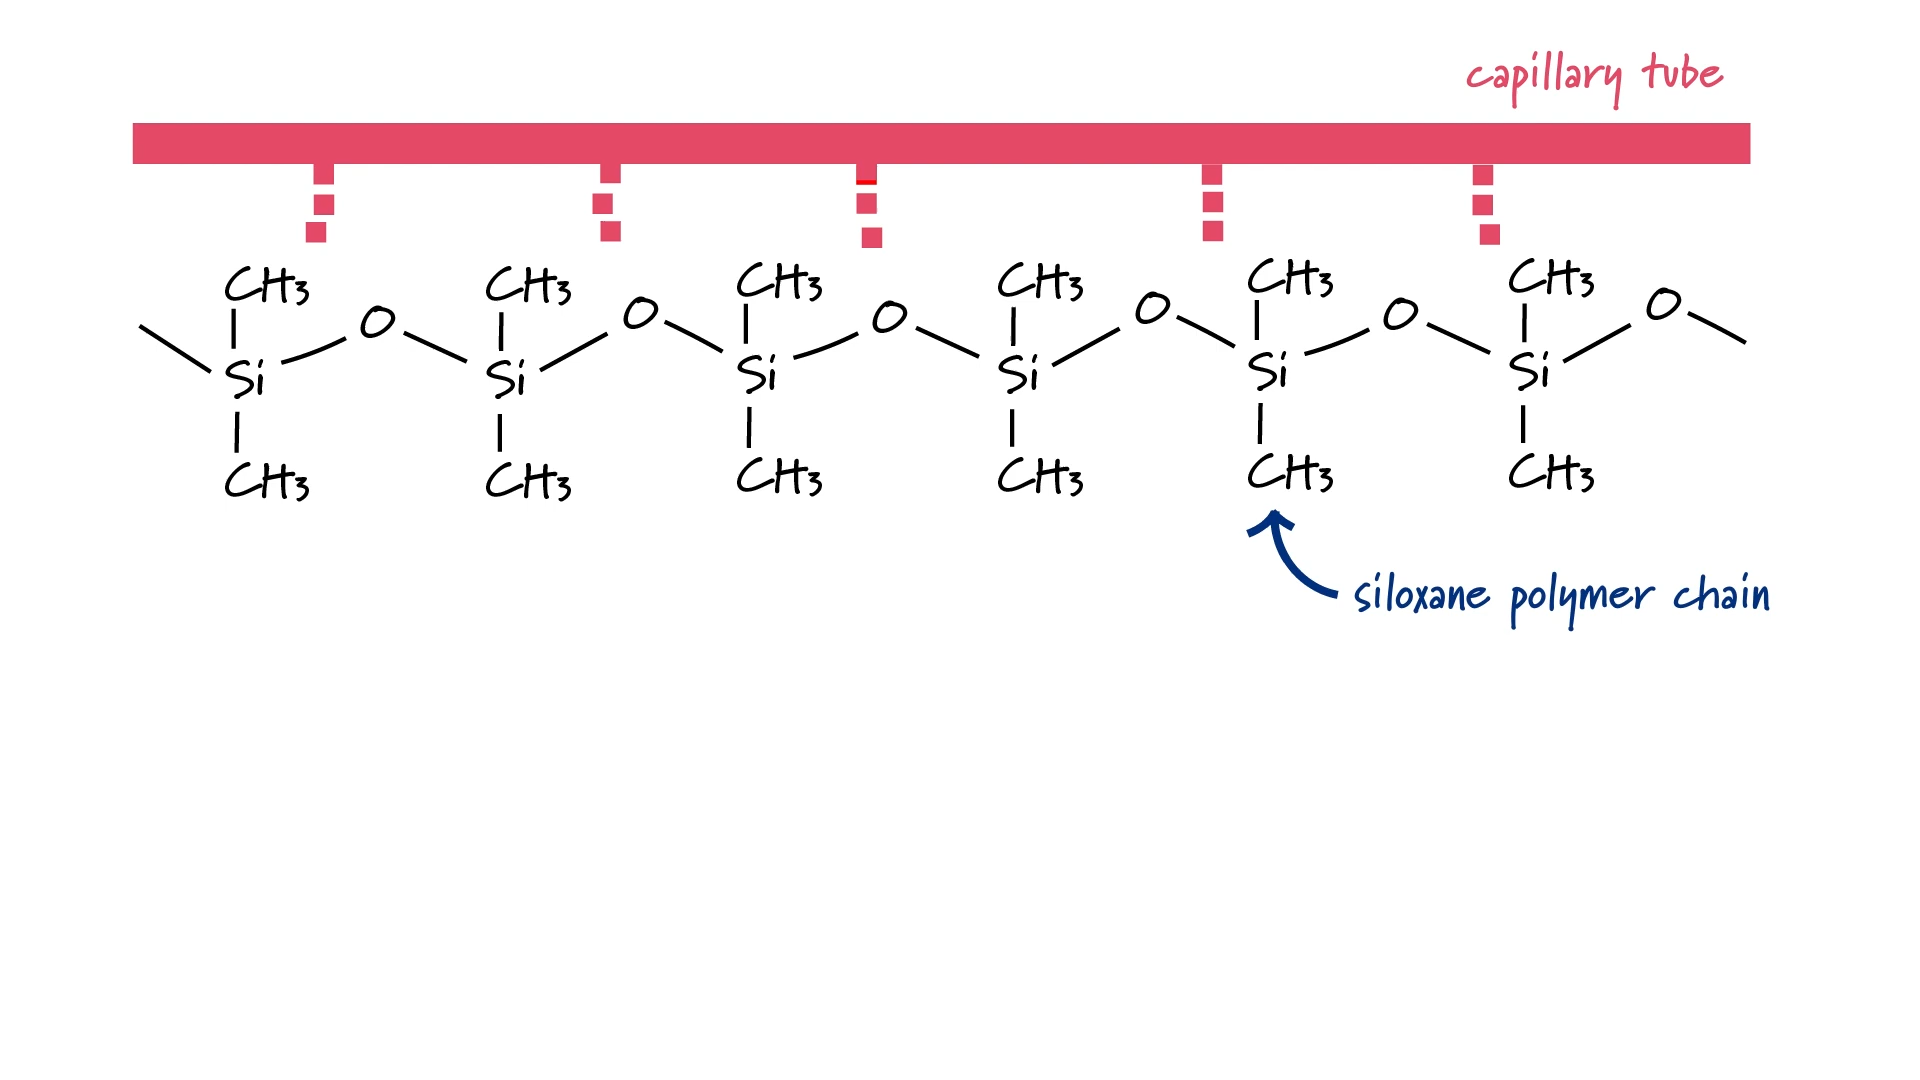 capillary tube
CH3 CH3 CH3 CH3 CH3 CH3
O O O O O O
Si Si Si Si Si Si
CH3 CH3 CH3 CH3 CH3 CH3
siloxane polymer chain